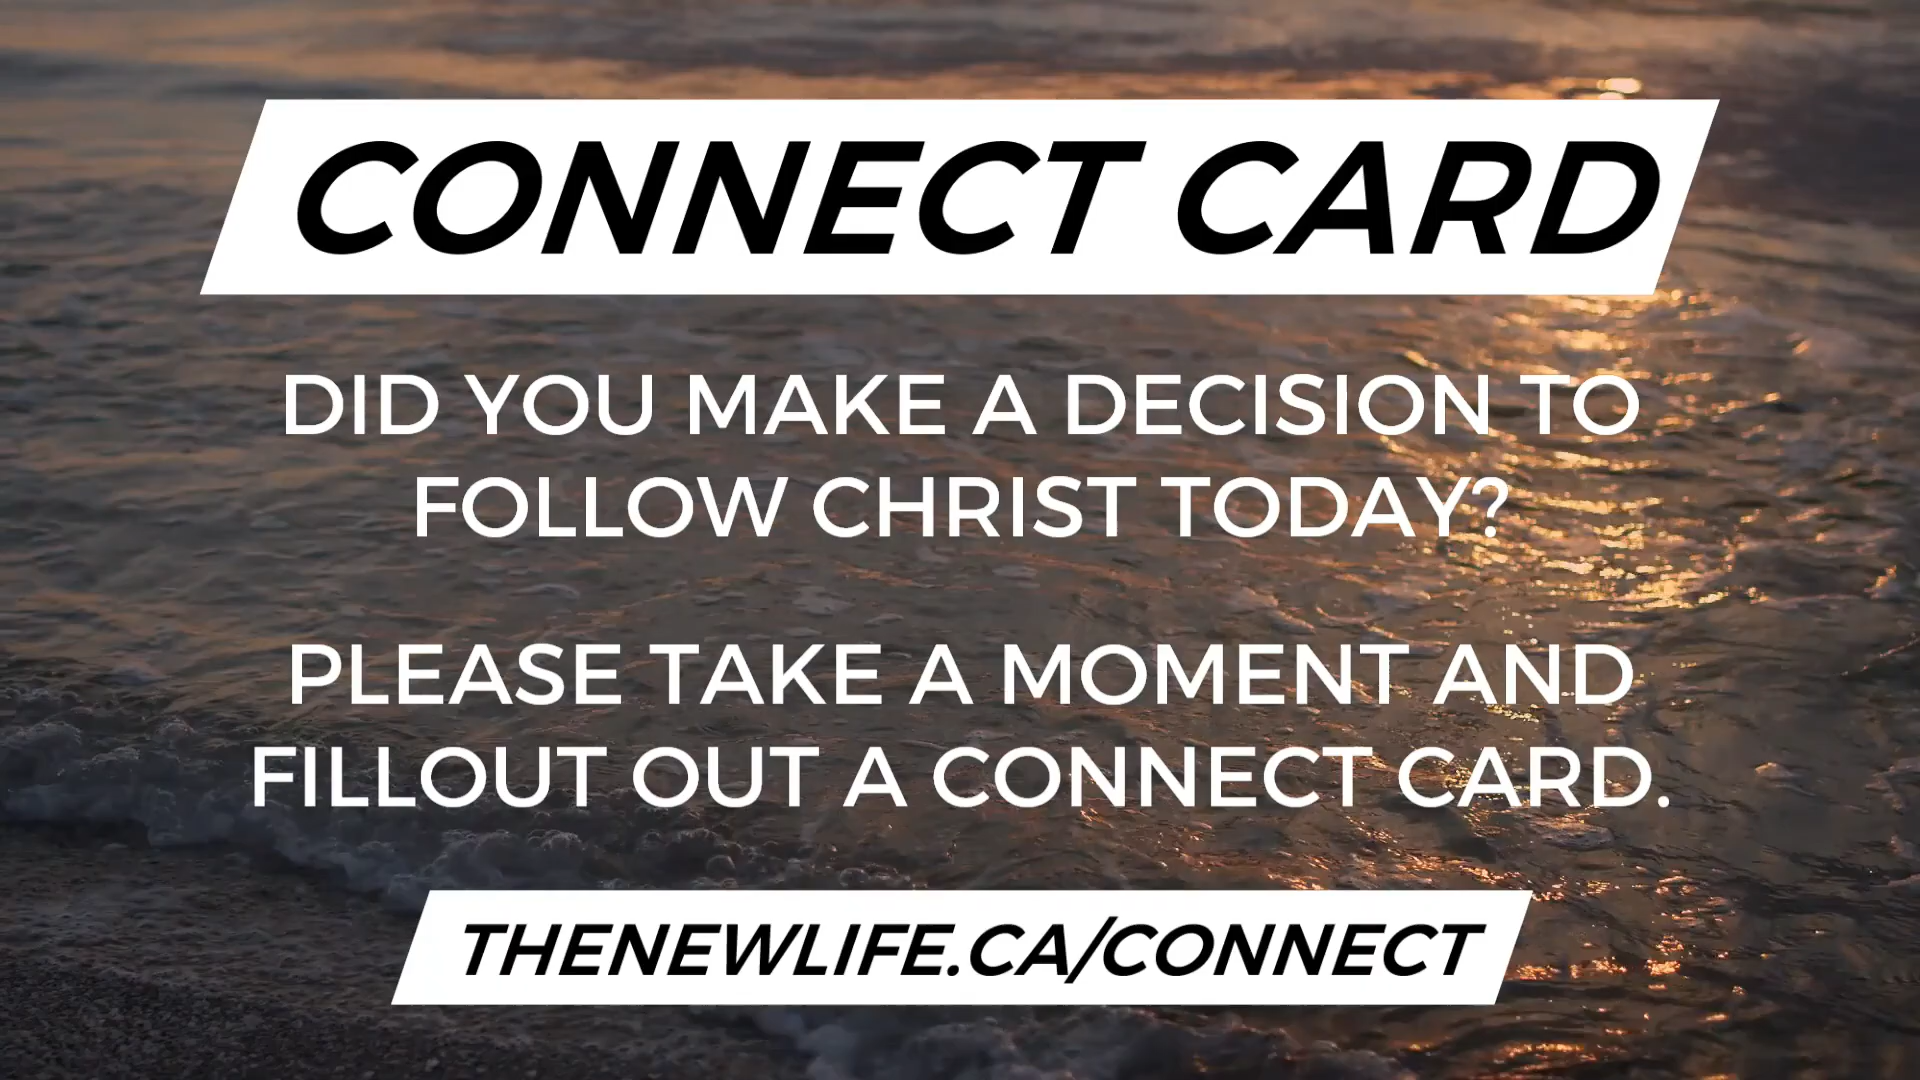 CONNECT CARD
DID YOU MAKE A DECISION TO
FOLLOW CHRIST TODAY?
PLEASE TAKE A MOMENT AND
FILLOUT OUT A CONNECT CARD.
THENEWLIFE.CA/CONNECT